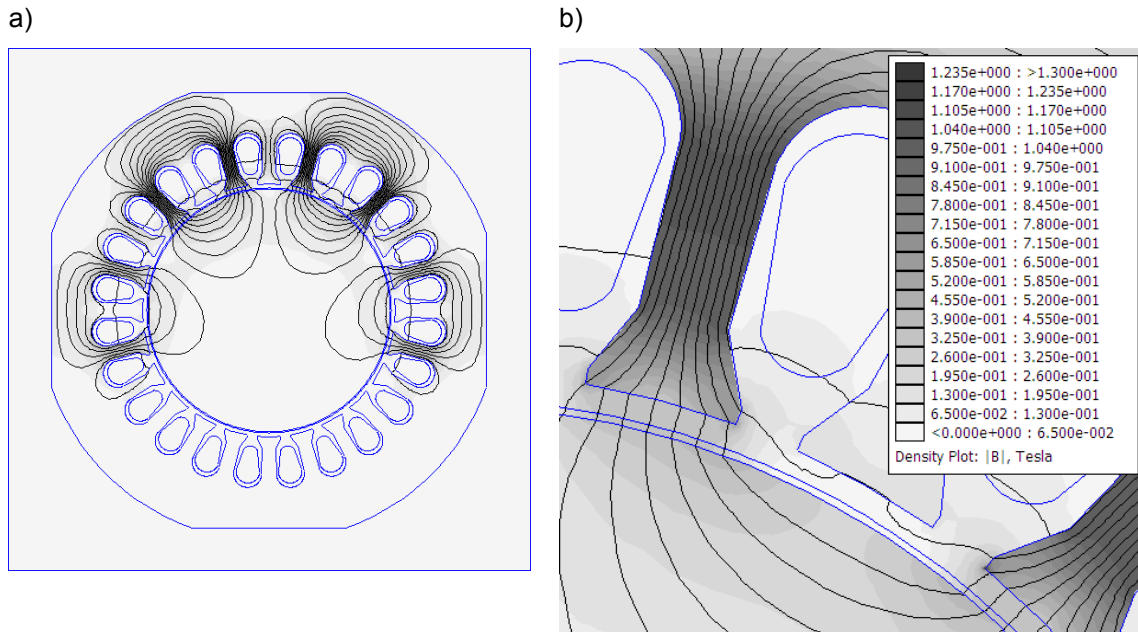 a)
b)
1.235e+000 : >1.300e+000
1.170e+000 : 1.235e+000
1.105e+000 : 1.170e+000
1.040e+000 : 1.105e+000
9.750e-001 : 1.040e+000
9.100e-001 : 9.750e-001
8.450e-001 : 9.100e-001
7.800e-001 : 8.450e-001
7.150e-001 : 7.800e-001
6.500e-001 : 7.150e-001
5.850e-001 : 6.500e-001
5.200e-001 : 5.850e-001
4.550e-001 : 5.200e-001
3.900e-001 : 4.550e-001
3.250e-001 : 3.900e-001
2.600e-001 : 3.250e-001
1.950e-001 : 2.600e-001
1.300e-001 : 1.950e-001
6.500e-002 : 1.300e-001
<0.000e+000 : 6.500e-002
Density Plot: |B|, Tesla